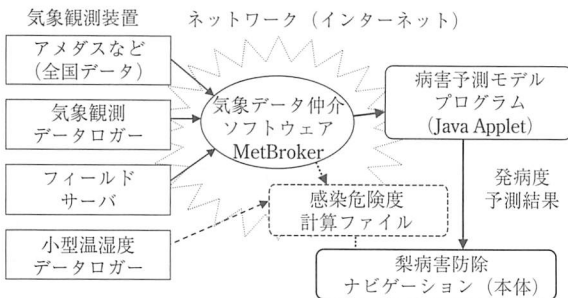 気象観測装置
ネットワーク（インターネット）
アメダスなど
（全国データ）
気象観測
データロガー
フィールド
サーバ
小型温湿度
データロガー
気象データ仲介
ソフトウェア
MetBroker
感染危険度
計算ファイル
病害予測モデル
プログラム
(Java Applet)
発病度
予測結果
梨病害防除
ナビゲーション（本体）